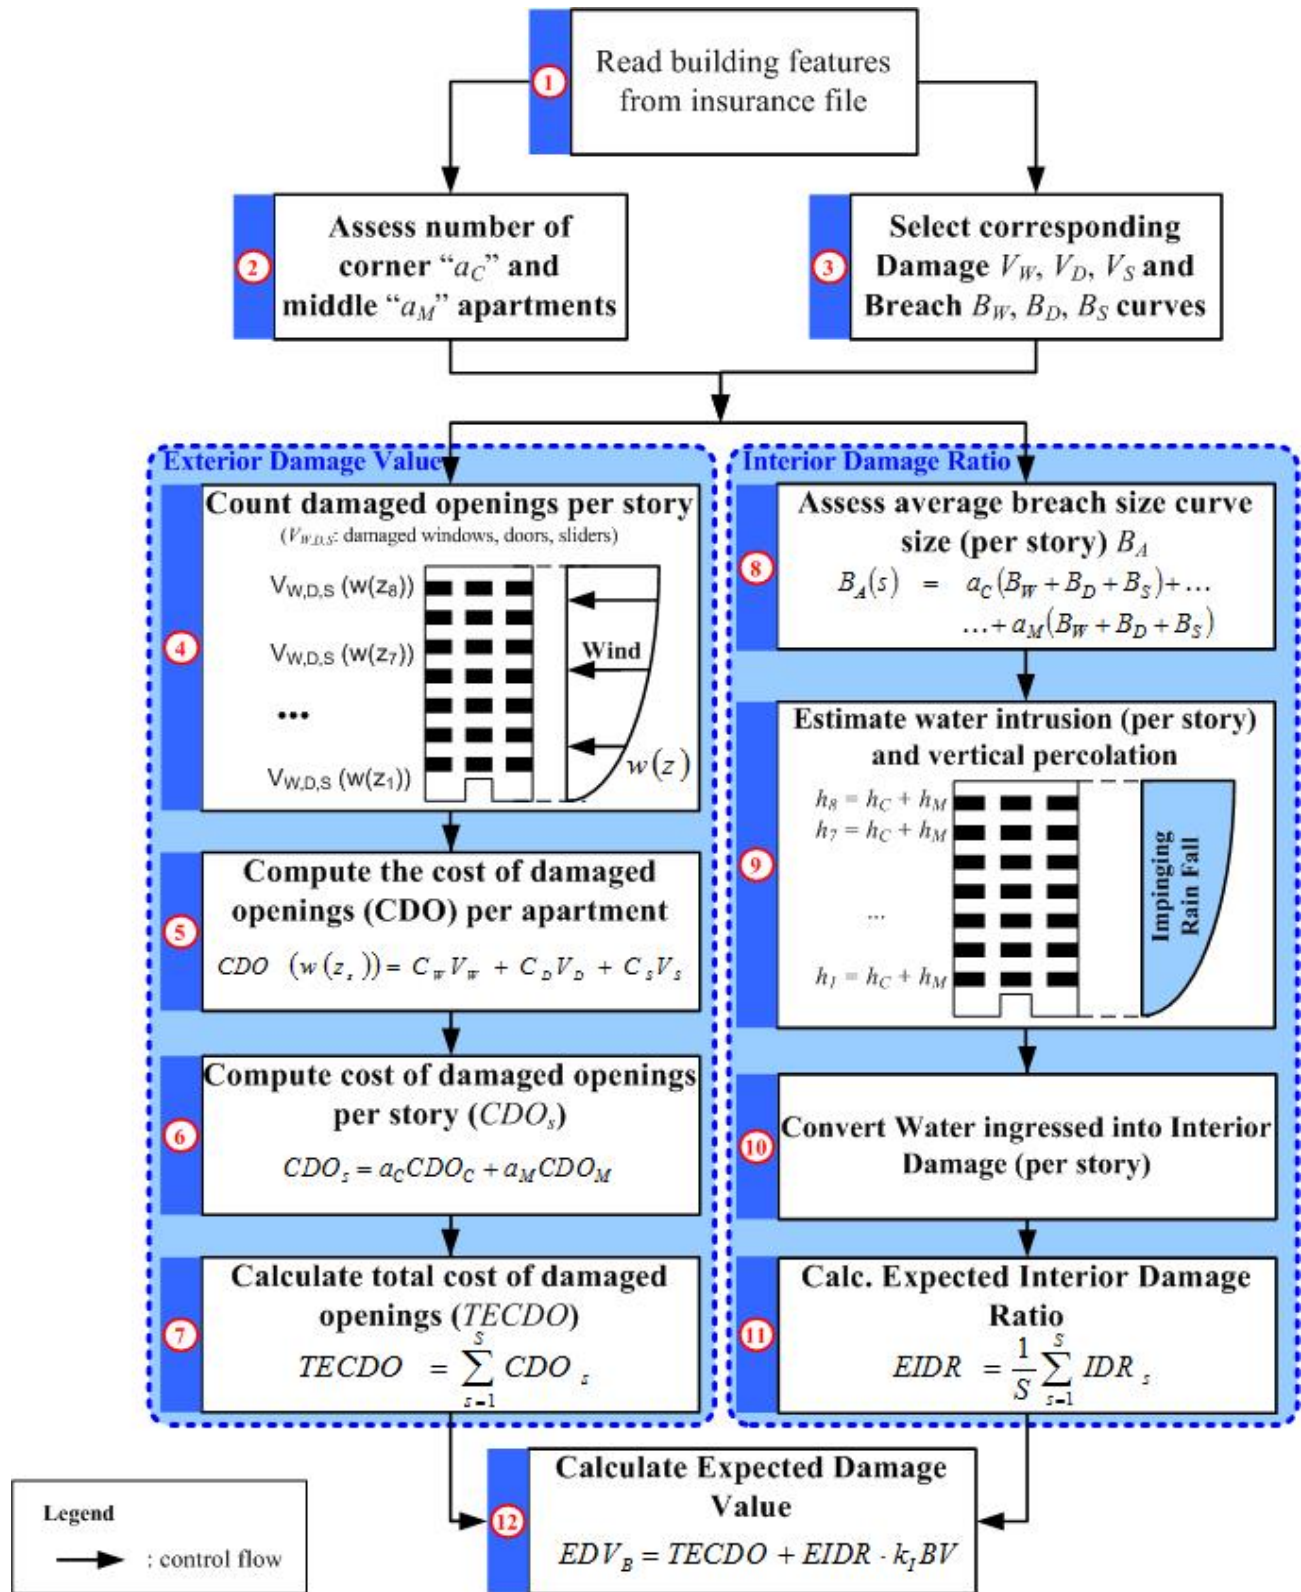 1
Read building features
from insurance file
2
Assess number of
corner “a_C” and
middle “a_M” apartments
3
Select corresponding
Damage V_W, V_D, V_S and
Breach B_W, B_D, B_S curves
Exterior Damage Value
4
Count damaged openings per story
(V_{W,D,S}: damaged windows, doors, sliders)
V_{W,D,S} (w(z_8))
V_{W,D,S} (w(z_7))
Wind
...
w(z)
V_{W,D,S} (w(z_1))
5
Compute the cost of damaged
openings (CDO) per apartment
CDO (w(z_s)) = C_W V_W + C_D V_D + C_S V_S
6
Compute cost of damaged openings
per story (CDO_s)
CDO_s = a_C CDO_C + a_M CDO_M
7
Calculate total cost of damaged
openings (TECDO)
TECDO = \sum_{s=1}^{S} CDO_s
Interior Damage Ratio
8
Assess average breach size curve
size (per story) B_A
B_A(s) = a_C(B_W + B_D + B_S)+ ...
...+ a_M(B_W + B_D + B_S)
9
Estimate water intrusion (per story)
and vertical percolation
h_8 = h_C + h_M
h_7 = h_C + h_M
...
h_1 = h_C + h_M
Impinging
Rain Fall
10
Convert Water ingressed into Interior
Damage (per story)
11
Calc. Expected Interior Damage
Ratio
EIDR = \frac{1}{S} \sum_{s=1}^{S} IDR_s
12
Calculate Expected Damage
Value
EDV_B = TECDO + EIDR · k_I BV
Legend
: control flow